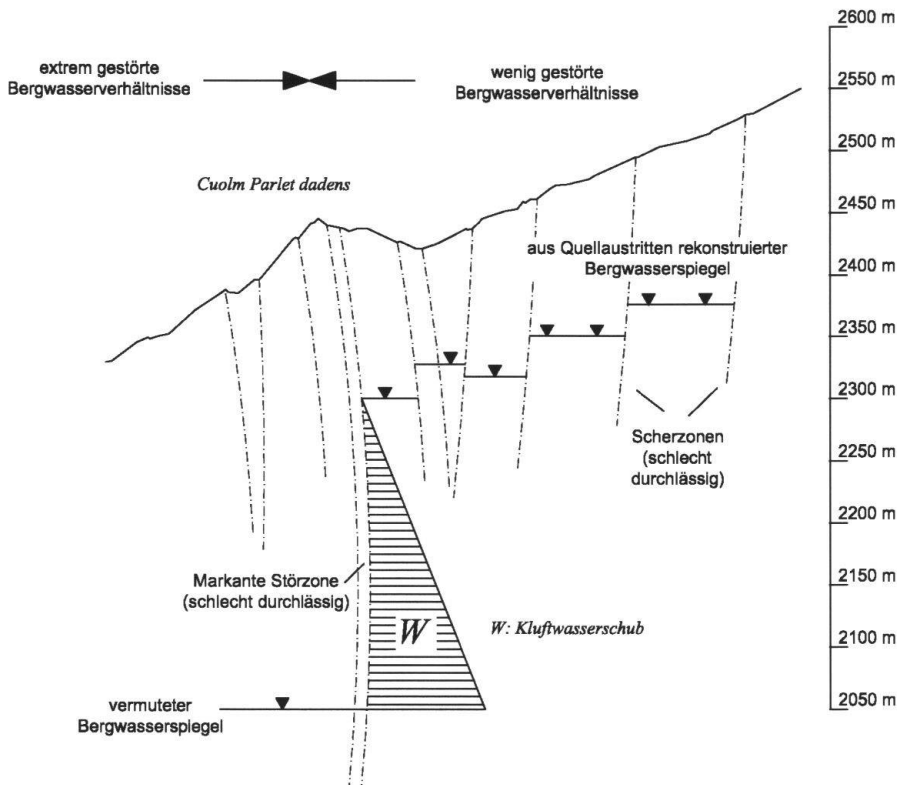 2600 m
extrem gestörte
Bergwasserverhältnisse
wenig gestörte
Bergwasserverhältnisse
2550 m
2500 m
Cuolm Parlet dadens
2450 m
aus Quellaustritten rekonstruierter
Bergwasserspiegel
2400 m
2350 m
2300 m
Scherzonen
(schlecht
durchlässig)
2250 m
2200 m
Markante Störzone
(schlecht durchlässig)
2150 m
W
W: Kluftwasserschub
2100 m
vermuteter
Bergwasserspiegel
2050 m